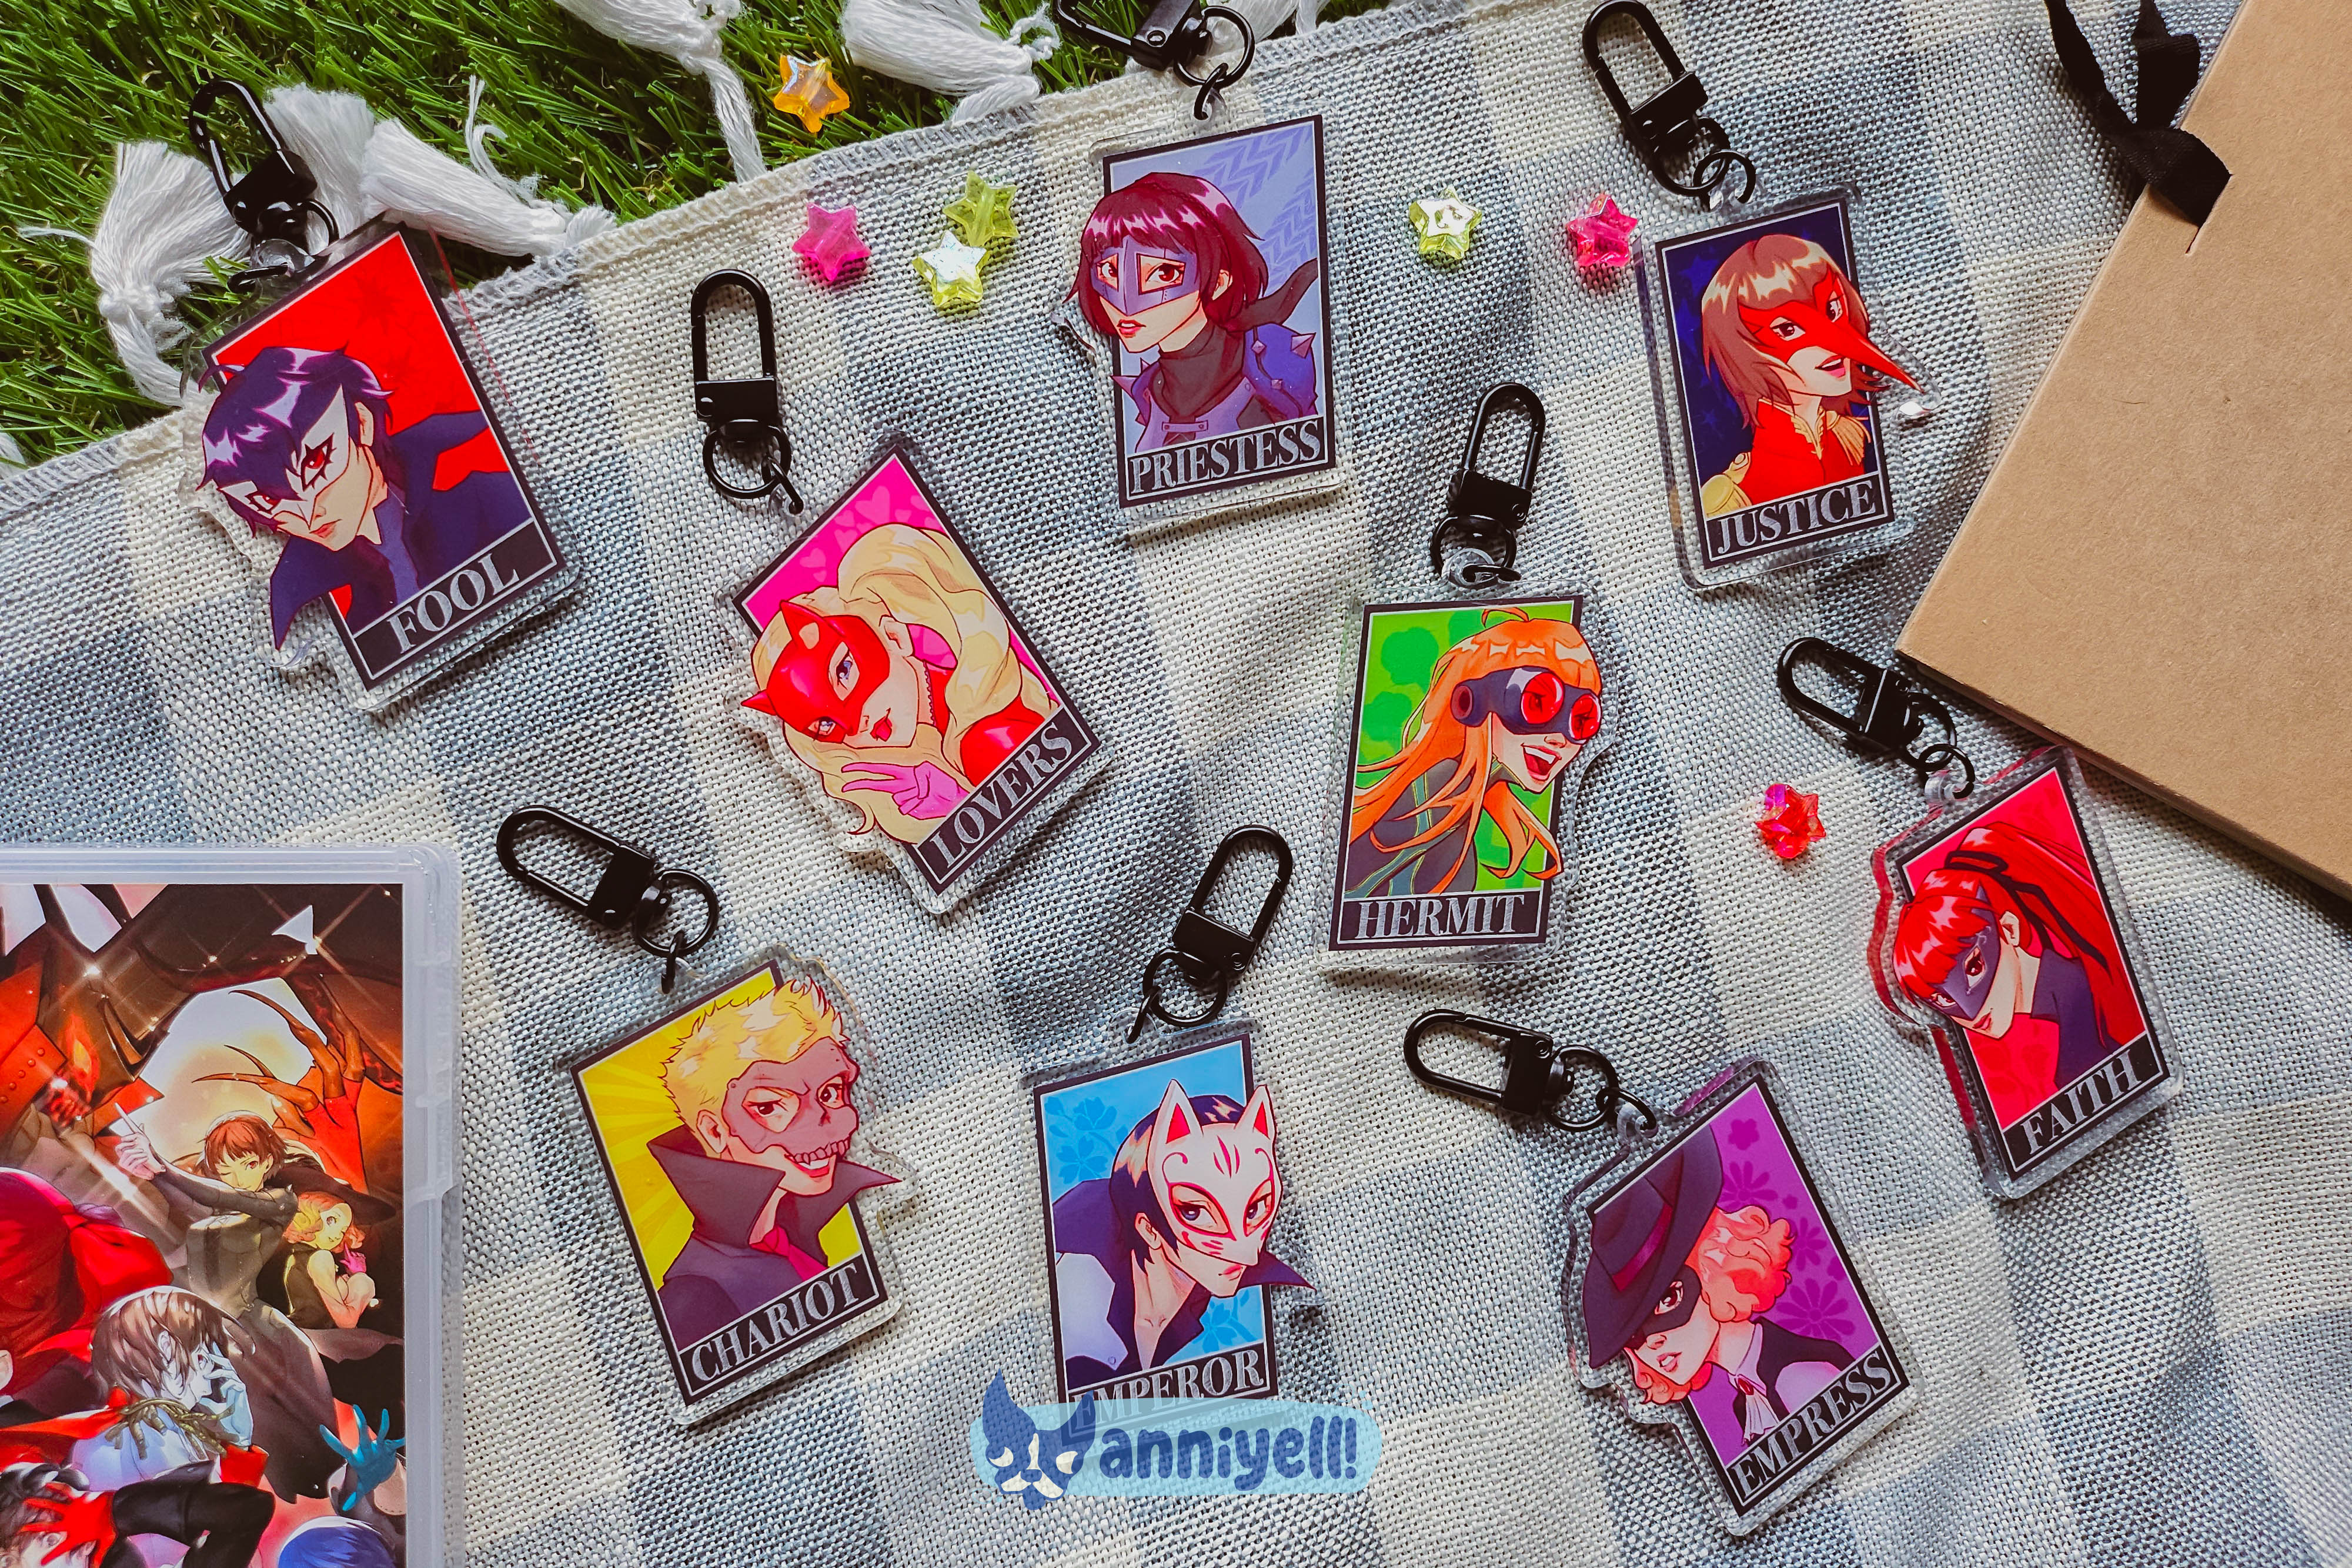 PRIESTESS
JUSTICE
FOOL
LOVERS
HERMIT
FAITH
CHARIOT
EMPEROR
EMPRESS
anniyell!